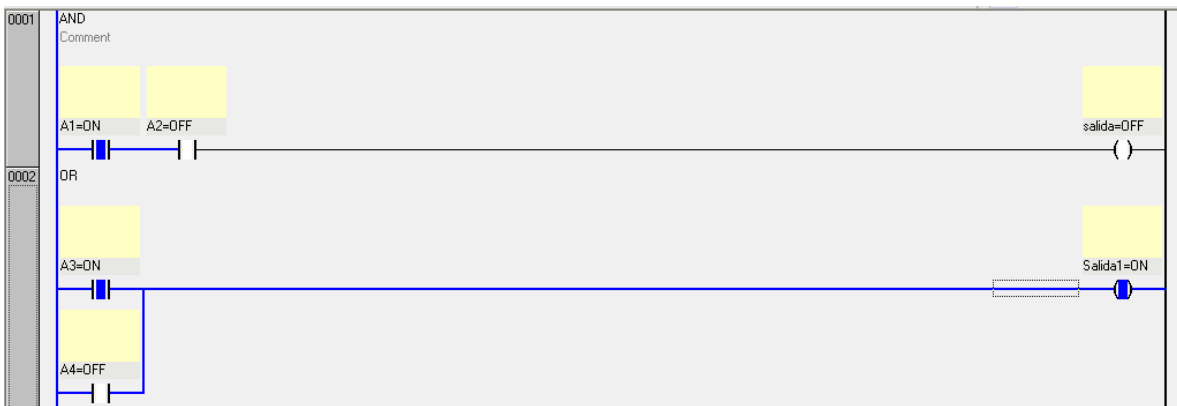 0001
AND
Comment
A1=ON A2=OFF salida=OFF
0002
OR
A3=ON Salida1=ON
A4=OFF